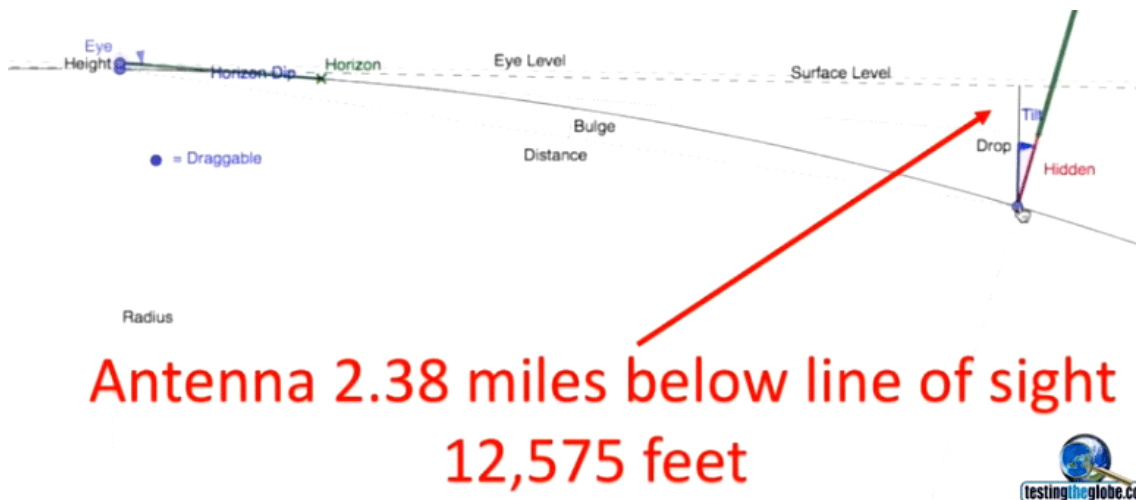 Eye
Height
Horizon Dip
Horizon
Eye Level
Surface Level
Bulge
Distance
Tilt
Drop
Hidden
= Draggable
Radius
Antenna 2.38 miles below line of sight
12,575 feet
testingtheglobe.co